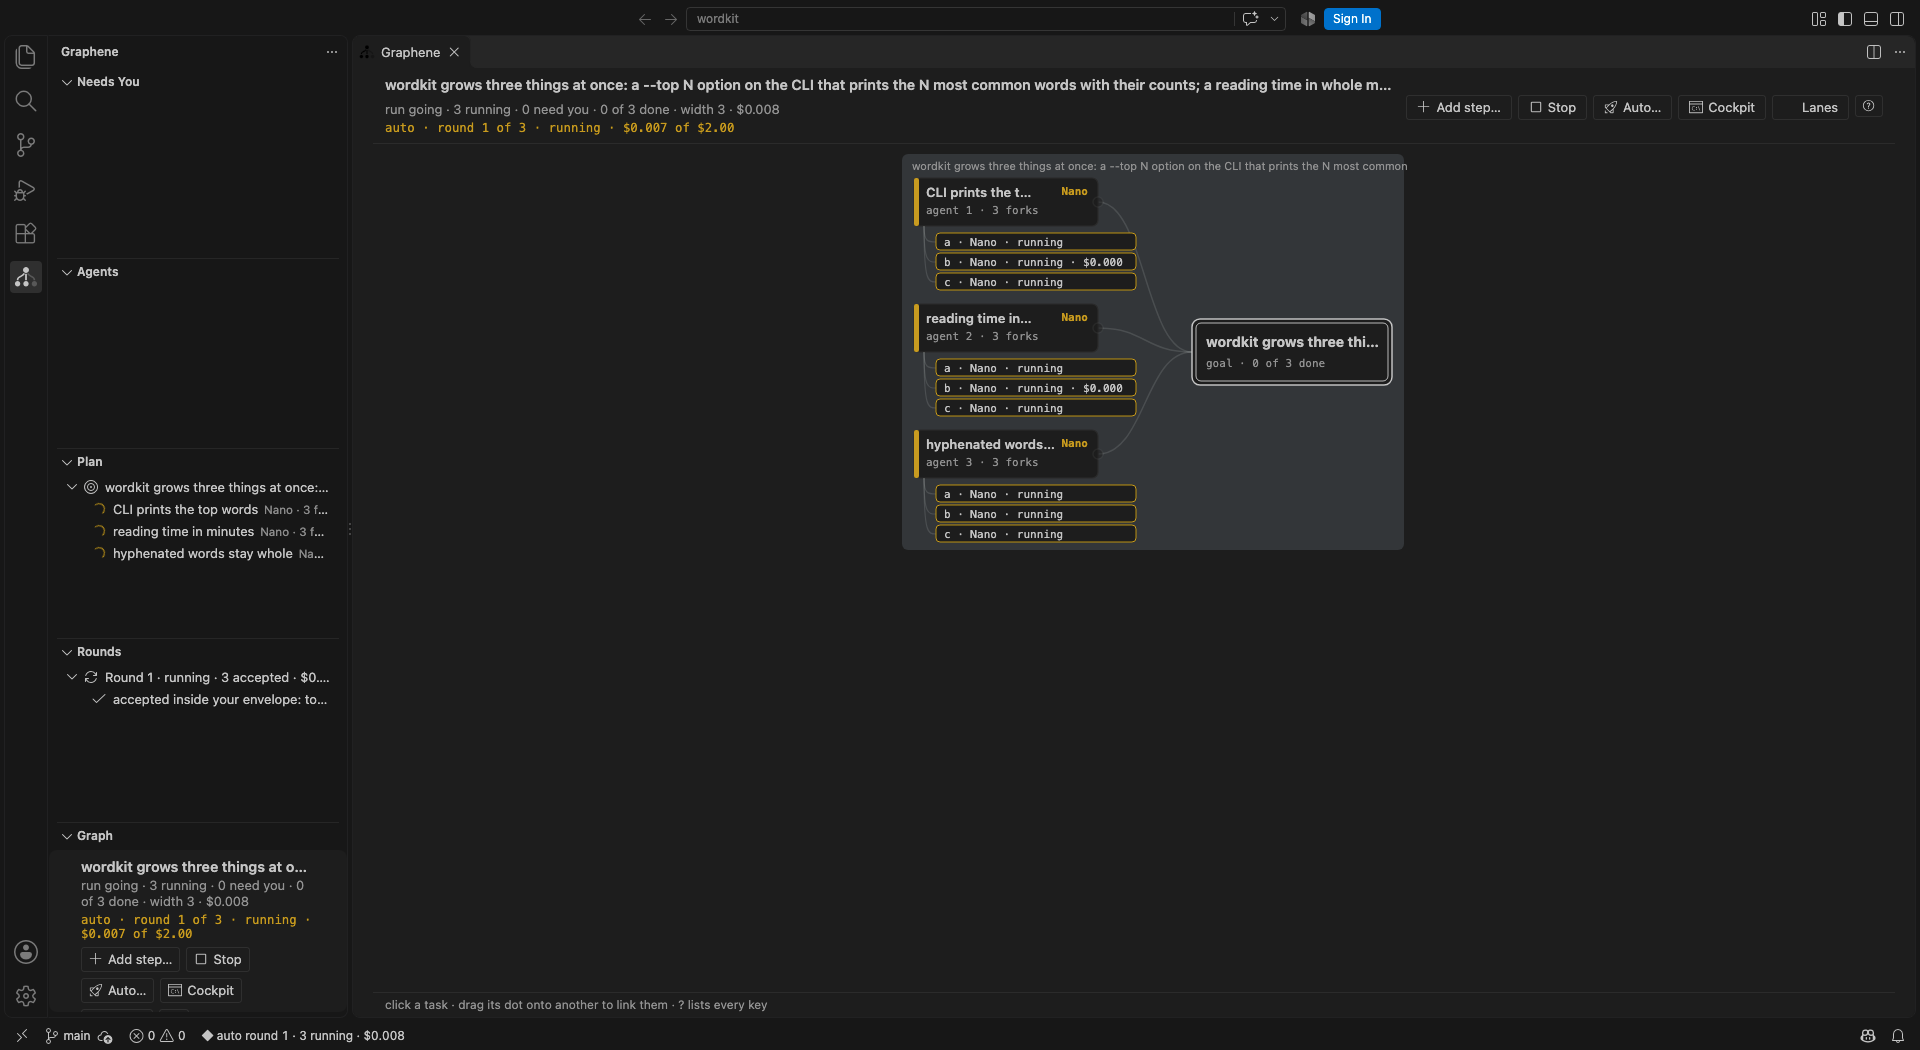 wordkit
Sign In
Graphene
Needs You
Agents
Plan
wordkit grows three things at once:...
CLI prints the top words Nano · 3 f...
reading time in minutes Nano · 3 f...
hyphenated words stay whole Na...
Rounds
Round 1 · running · 3 accepted · $0....
accepted inside your envelope: to...
Graph
wordkit grows three things at o...
run going · 3 running · 0 need you · 0
of 3 done · width 3 · $0.008
auto · round 1 of 3 · running ·
$0.007 of $2.00
Add step...
Stop
Auto...
Cockpit
Graphene
wordkit grows three things at once: a --top N option on the CLI that prints the N most common words with their counts; a reading time in whole m...
run going · 3 running · 0 need you · 0 of 3 done · width 3 · $0.008
auto · round 1 of 3 · running · $0.007 of $2.00
Add step...
Stop
Auto...
Cockpit
Lanes
wordkit grows three things at once: a --top N option on the CLI that prints the N most common
CLI prints the t... Nano
agent 1 · 3 forks
a · Nano · running
b · Nano · running · $0.000
c · Nano · running
reading time in... Nano
agent 2 · 3 forks
a · Nano · running
b · Nano · running · $0.000
c · Nano · running
hyphenated words... Nano
agent 3 · 3 forks
a · Nano · running
b · Nano · running
c · Nano · running
wordkit grows three thi...
goal · 0 of 3 done
click a task · drag its dot onto another to link them · ? lists every key
main
0
0
auto round 1 · 3 running · $0.008